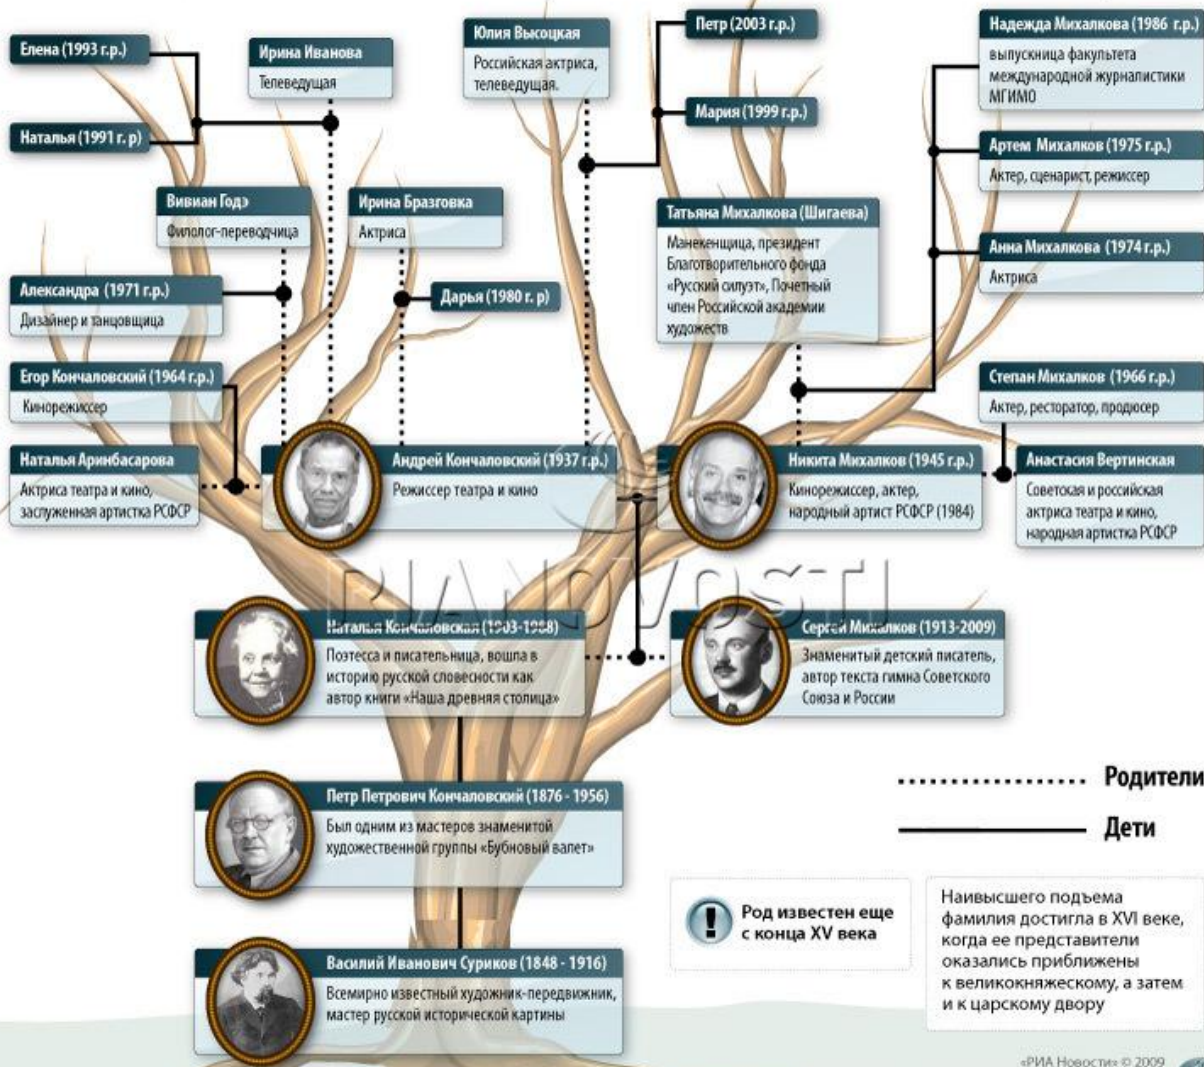 Елена (1993 г.р.)
Наталья (1991 г. р)
Ирина Иванова
Телеведущая
Юлия Высоцкая
Российская актриса,
телеведущая.
Петр (2003 г.р.)
Мария (1999 г.р.)
Надежда Михалкова (1986 г.р.)
выпускница факультета
международной журналистики
МГИМО
Артем Михалков (1975 г.р.)
Актер, сценарист, режиссер
Анна Михалкова (1974 г.р.)
Актриса
Вивиан Годэ
Филолог-переводчица
Ирина Бразговка
Актриса
Татьяна Михалкова (Шигаева)
Манекенщица, президент
Благотворительного фонда
«Русский силуэт», Почетный
член Российской академии
художеств
Александра (1971 г.р.)
Дизайнер и танцовщица
Дарья (1980 г. р)
Егор Кончаловский (1964 г.р.)
Кинорежиссер
Степан Михалков (1966 г.р.)
Актер, ресторатор, продюсер
Наталья Аринбасарова
Актриса театра и кино,
заслуженная артистка РСФСР
Андрей Кончаловский (1937 г.р.)
Режиссер театра и кино
Никита Михалков (1945 г.р.)
Кинорежиссер, актер,
народный артист РСФСР (1984)
Анастасия Вертинская
Советская и российская
актриса театра и кино,
народная артистка РСФСР
RIANOVOSTI
Наталья Кончаловская (1903-1988)
Поэтесса и писательница, вошла в
историю русской словесности как
автор книги «Наша древняя столица»
Сергей Михалков (1913-2009)
Знаменитый детский писатель,
автор текста гимна Советского
Союза и России
Петр Петрович Кончаловский (1876 - 1956)
Был одним из мастеров знаменитой
художественной группы «Бубновый валет»
Родители
Дети
Василий Иванович Суриков (1848 - 1916)
Всемирно известный художник-передвижник,
мастер русской исторической картины
!
Род известен еще
с конца XV века
Наивысшего подъема
фамилия достигла в XVI веке,
когда ее представители
оказались приближены
к великокняжескому, а затем
и к царскому двору
«РИА Новости» © 2009